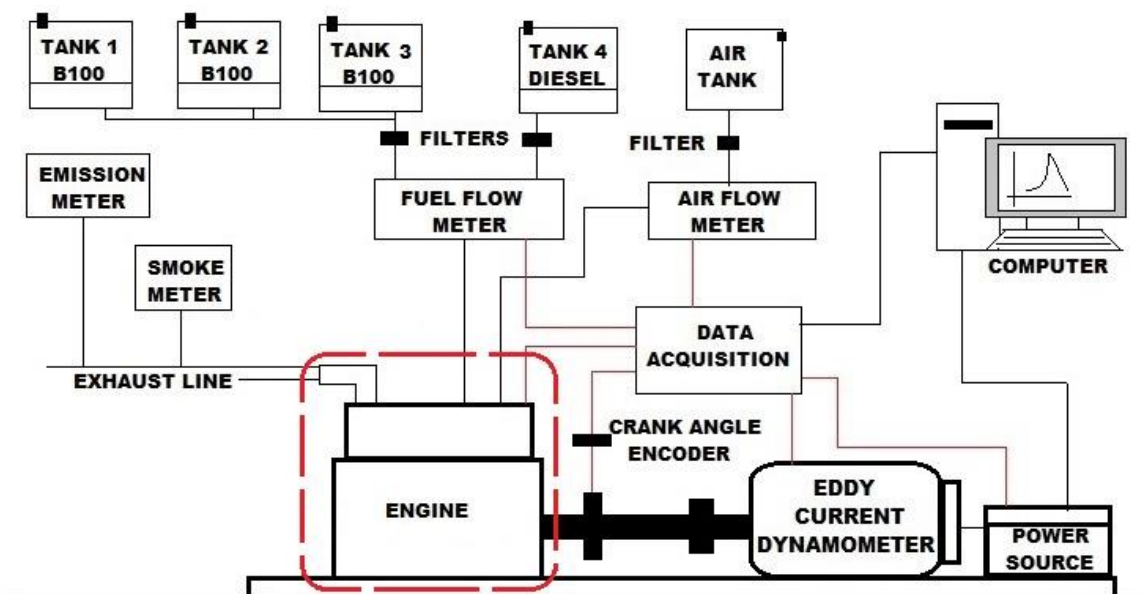 TANK 1
B100
TANK 2
B100
TANK 3
B100
TANK 4
DIESEL
AIR
TANK
FILTERS
FILTER
EMISSION
METER
FUEL FLOW
METER
AIR FLOW
METER
COMPUTER
SMOKE
METER
DATA
ACQUISITION
EXHAUST LINE
CRANK ANGLE
ENCODER
ENGINE
EDDY
CURRENT
DYNAMOMETER
POWER
SOURCE